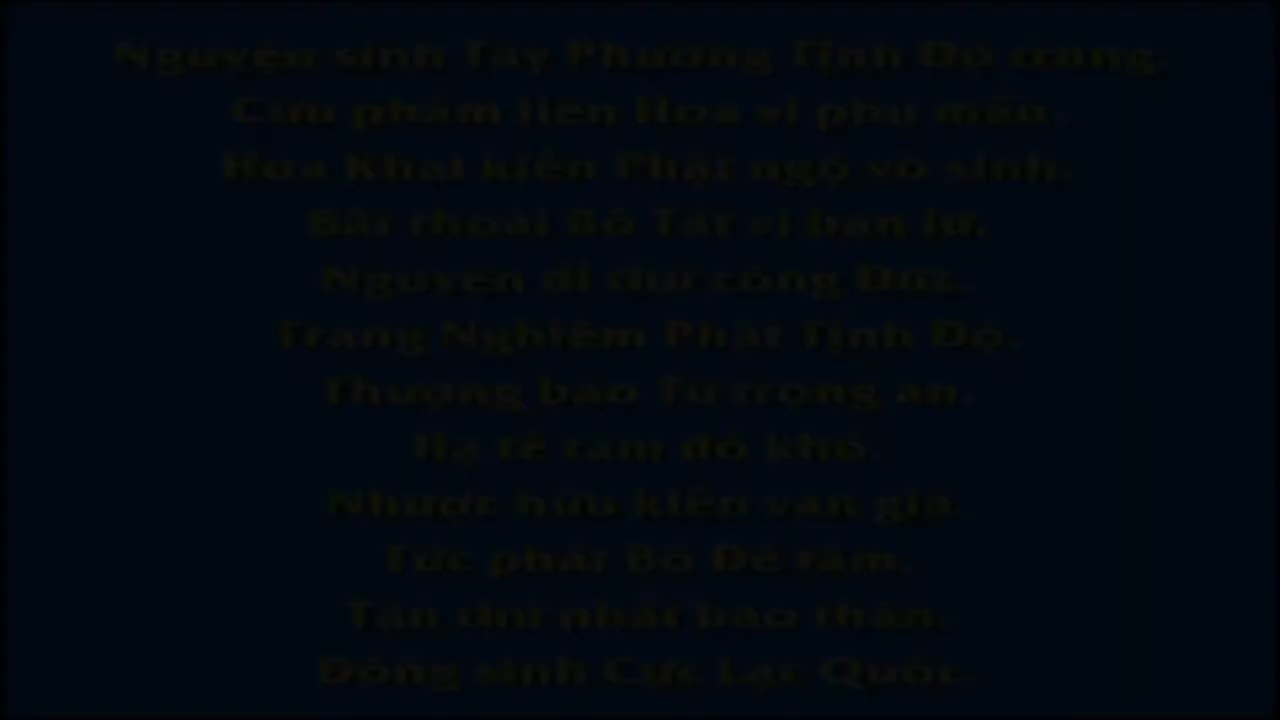 Nguyện sinh Tây Phương Tịnh Độ trung,
Cửu phẩm liên Hoa vi phụ mẫu.
Hoa Khai kiến Phật ngộ vô sinh,
Bất thoái Bồ Tát vi bạn lữ.
Nguyện dĩ thử công Đức,
Trang Nghiêm Phật Tịnh Độ.
Thượng báo Tứ trọng ân,
Hạ tế tam đồ khổ.
Nhược hữu kiến văn giả,
Tức phát Bồ Đề tâm.
Tận thử nhất báo thân,
Đồng sinh Cực Lạc Quốc.